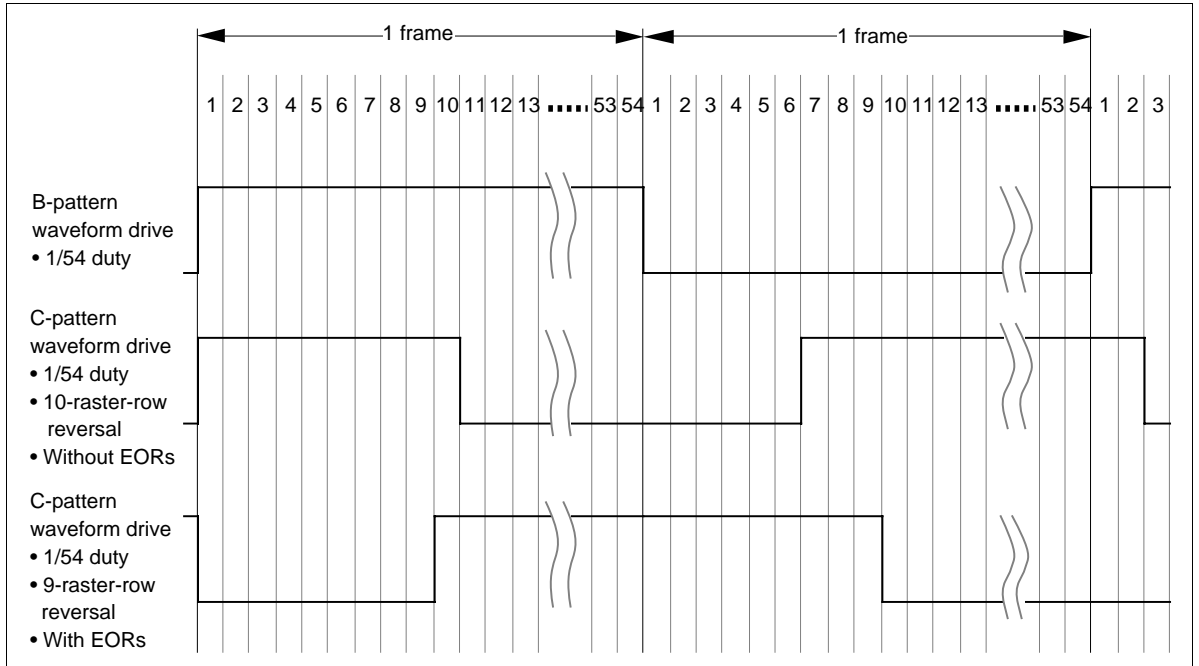 1 frame 1 frame
1 2 3 4 5 6 7 8 9 10 11 12 13 ...... 53 54 1 2 3 4 5 6 7 8 9 10 11 12 13 ...... 53 54 1 2 3
B-pattern
waveform drive
• 1/54 duty
C-pattern
waveform drive
• 1/54 duty
• 10-raster-row
reversal
• Without EORs
C-pattern
waveform drive
• 1/54 duty
• 9-raster-row
reversal
• With EORs